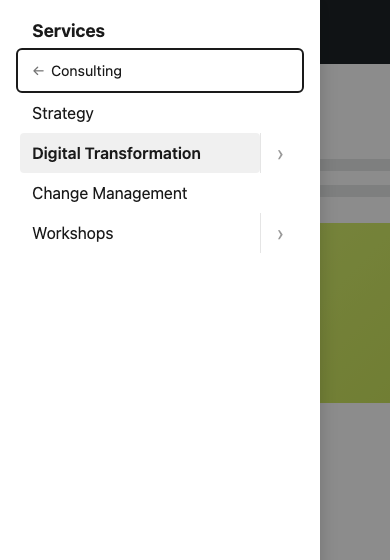 Services
← Consulting
Strategy
Digital Transformation ›
Change Management
Workshops ›